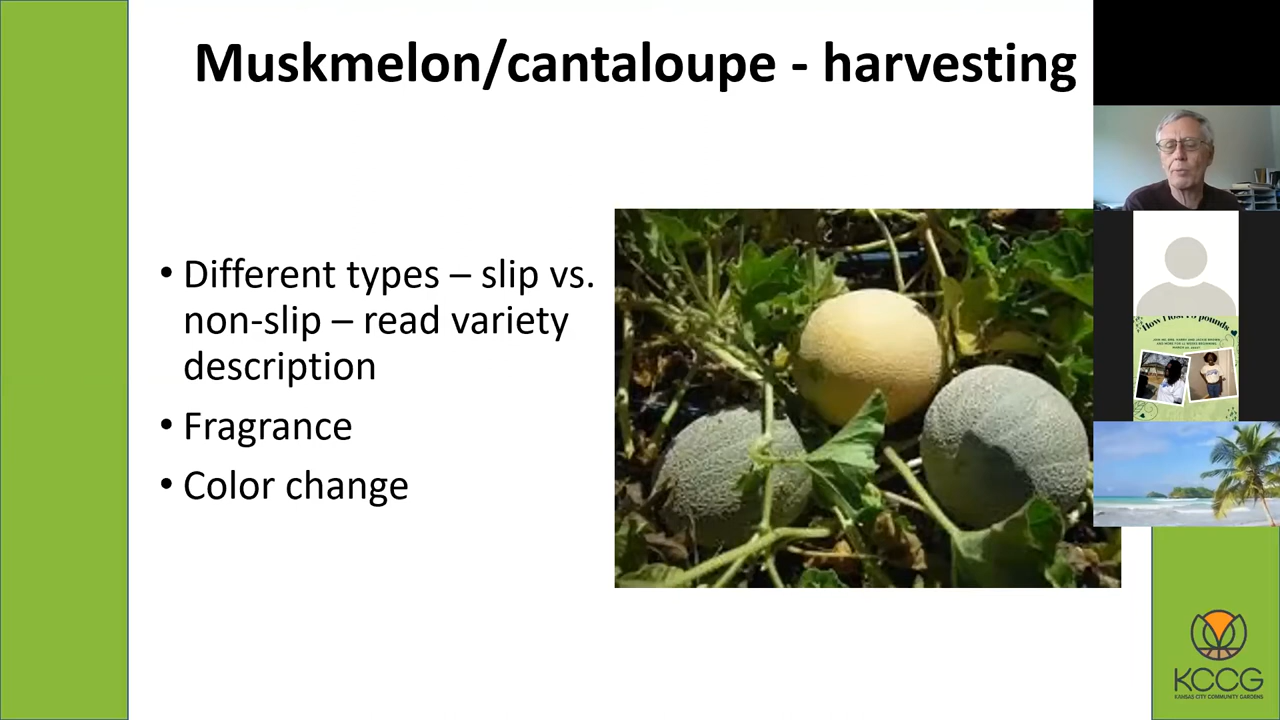 Muskmelon/cantaloupe - harvesting
• Different types – slip vs.
non-slip – read variety
description
• Fragrance
• Color change
pounds
KCCG
KANSAS CITY COMMUNITY GARDENS